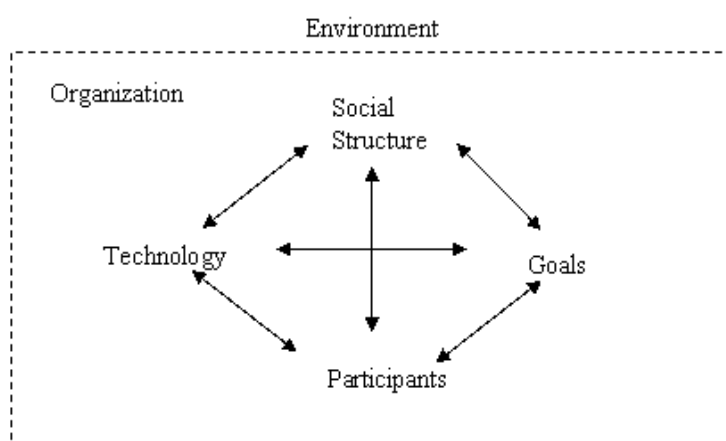 Environment
Organization
Social
Structure
Technology
Goals
Participants